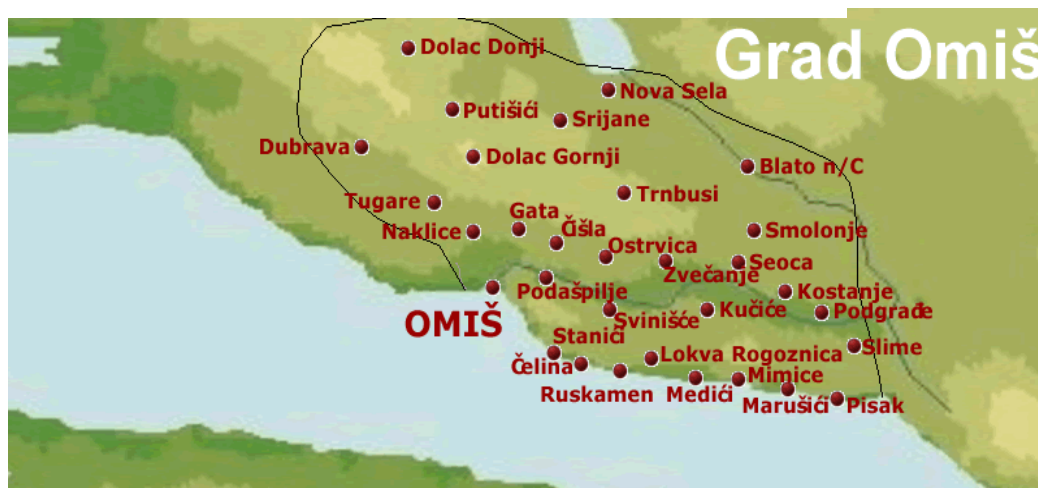 Grad Omiš
Dolac Donji
Nova Sela
Putišići
Srijane
Dubrava
Dolac Gornji
Blato n/C
Trnbusi
Tugare
Gata
Naklice
Čišla
Smolonje
Ostrvica
Zvečanje
Seoca
Podašpilje
Kostanje
OMIŠ
Svinišće
Kučiće
Podgrađe
Stanići
Slime
Čelina
Lokva Rogoznica
Ruskamen
Medići
Mimice
Marušići
Pisak